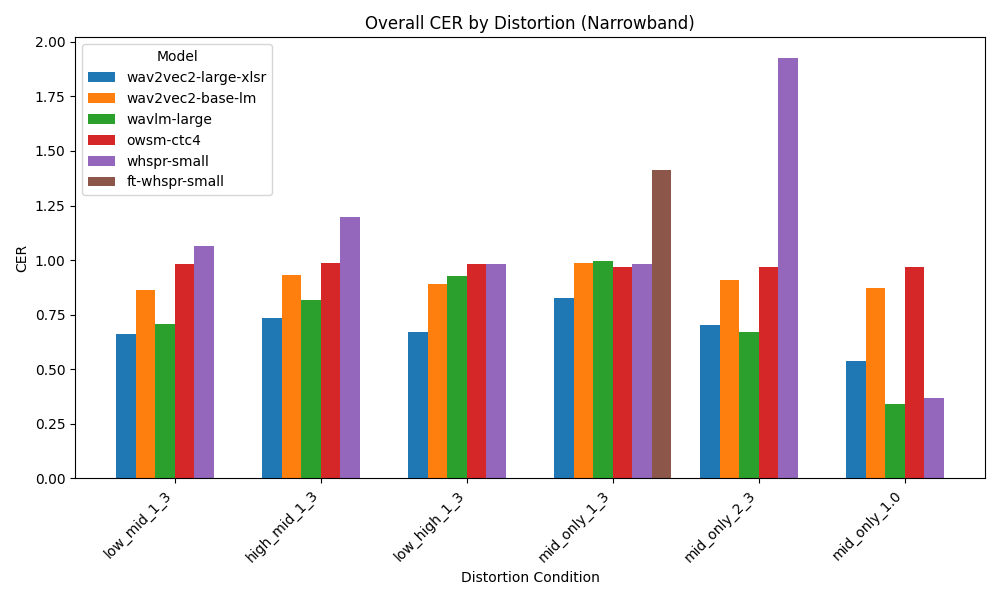 Overall CER by Distortion (Narrowband)
Model
wav2vec2-large-xlsr
wav2vec2-base-lm
wavlm-large
owsm-ctc4
whspr-small
ft-whspr-small
CER
2.00
1.75
1.50
1.25
1.00
0.75
0.50
0.25
0.00
low_mid_1_3
high_mid_1_3
low_high_1_3
mid_only_1_3
mid_only_2_3
mid_only_1.0
Distortion Condition